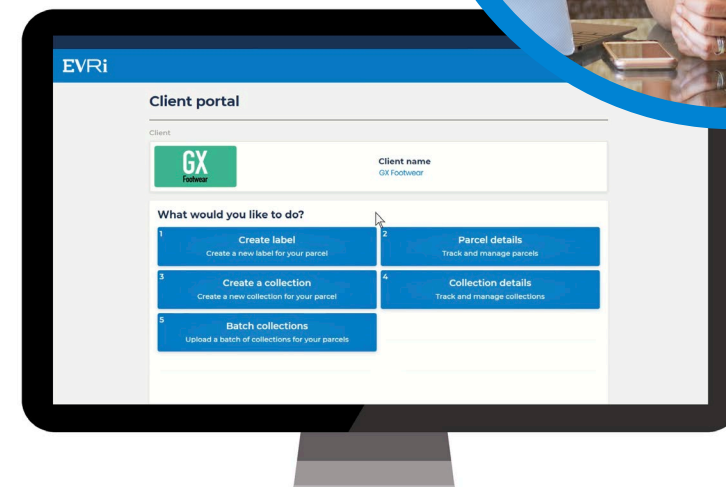 EVRi
Client portal
Client
GX
Footwear
Client name
GX Footwear
What would you like to do?
1
Create label
Create a new label for your parcel
2
Parcel details
Track and manage parcels
3
Create a collection
Create a new collection for your parcel
4
Collection details
Track and manage collections
5
Batch collections
Upload a batch of collections for your parcels